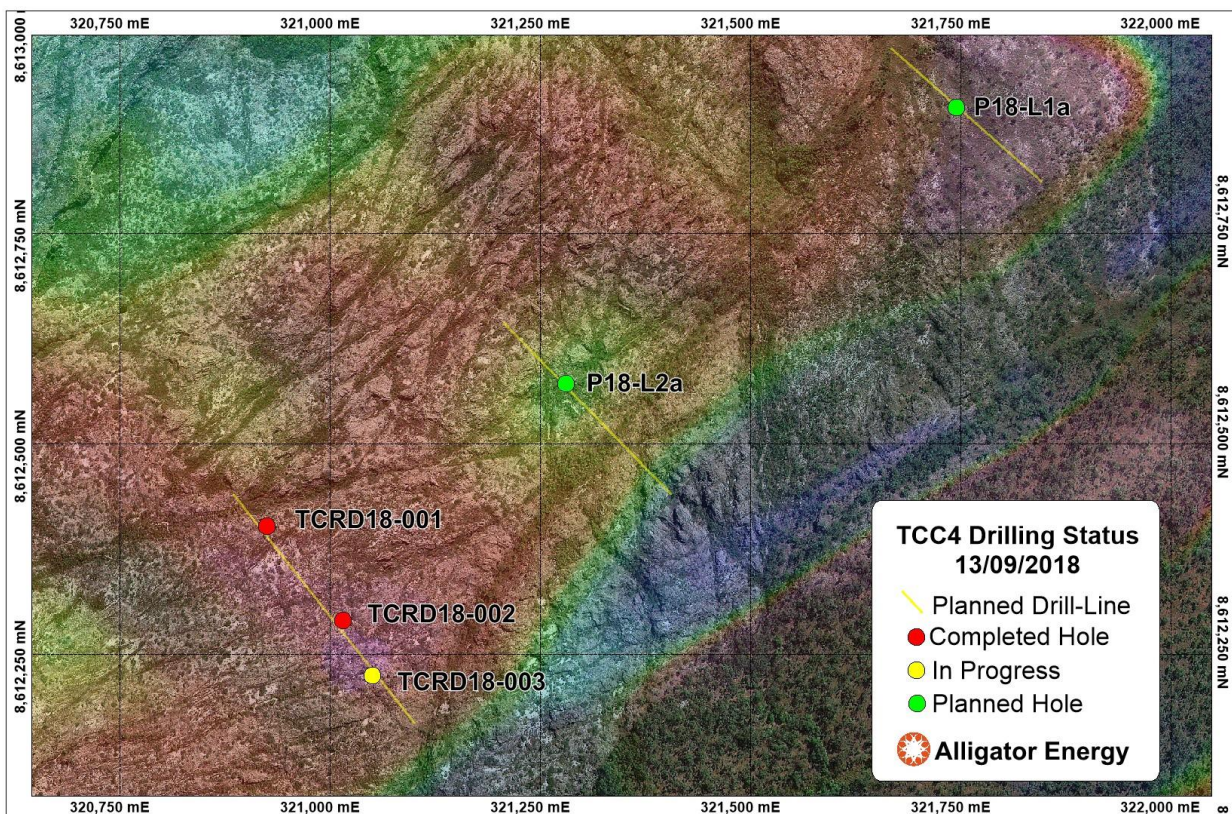 320,750 mE 321,000 mE 321,250 mE 321,500 mE 321,750 mE 322,000 mE
8,613,000
P18-L1a
8,612,750 mN
8,612,750 mN
P18-L2a
8,612,500 mN
8,612,500 mN
TCRD18-001
TCRD18-002
TCRD18-003
8,612,250 mN
8,612,250 mN
TCC4 Drilling Status
13/09/2018
Planned Drill-Line
Completed Hole
In Progress
Planned Hole
Alligator Energy
320,750 mE 321,000 mE 321,250 mE 321,500 mE 321,750 mE 322,000 mE
8